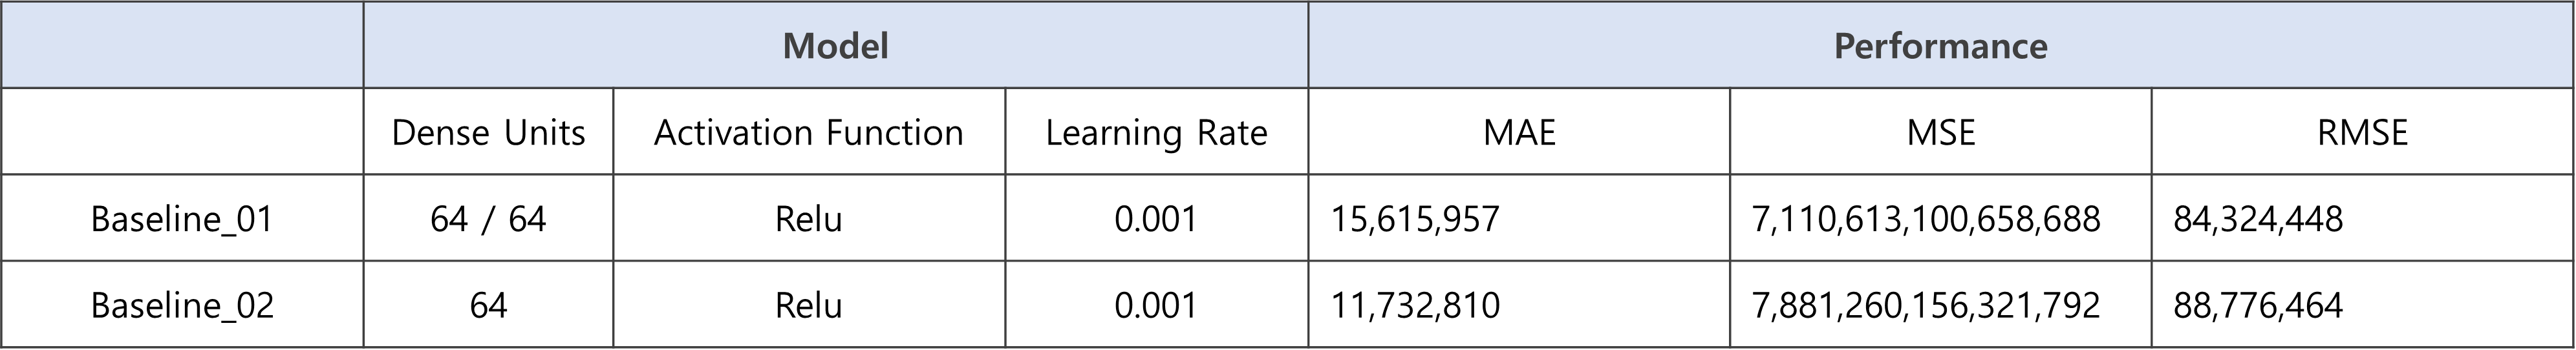 Model Performance
Dense Units Activation Function Learning Rate MAE MSE RMSE
Baseline_01 64 / 64 Relu 0.001 15,615,957 7,110,613,100,658,688 84,324,448
Baseline_02 64 Relu 0.001 11,732,810 7,881,260,156,321,792 88,776,464